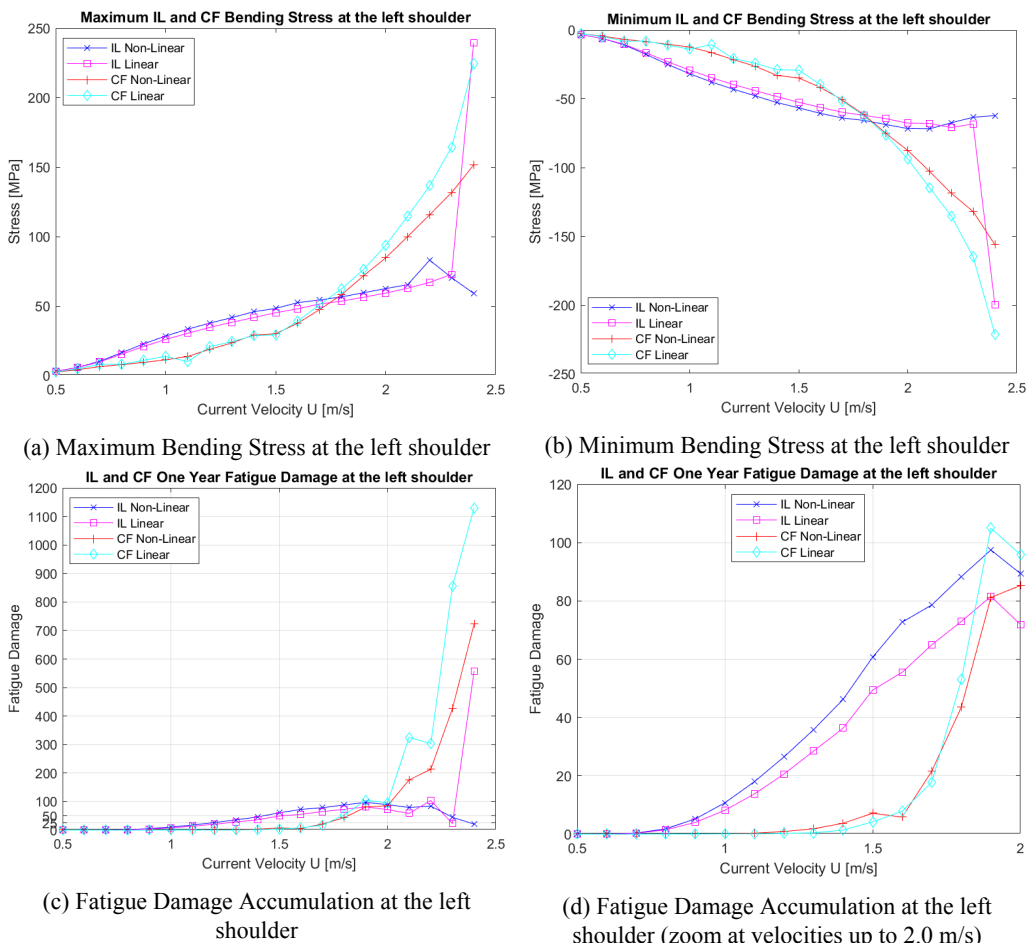 Maximum IL and CF Bending Stress at the left shoulder
250
200
150
100
50
0
Stress [MPa]
IL Non-Linear
IL Linear
CF Non-Linear
CF Linear
0.5
1
1.5
2
2.5
Current Velocity U [m/s]
(a) Maximum Bending Stress at the left shoulder
Minimum IL and CF Bending Stress at the left shoulder
0
-50
-100
-150
-200
-250
Stress [MPa]
IL Non-Linear
IL Linear
CF Non-Linear
CF Linear
0.5
1
1.5
2
2.5
Current Velocity U [m/s]
(b) Minimum Bending Stress at the left shoulder
IL and CF One Year Fatigue Damage at the left shoulder
1200
1100
1000
900
800
700
600
500
400
300
200
100
50
25
0
Fatigue Damage
IL Non-Linear
IL Linear
CF Non-Linear
CF Linear
0.5
1
1.5
2
2.5
Current Velocity U [m/s]
(c) Fatigue Damage Accumulation at the left
shoulder
IL and CF One Year Fatigue Damage at the left shoulder
120
100
80
60
40
20
0
Fatigue Damage
IL Non-Linear
IL Linear
CF Non-Linear
CF Linear
0.5
1
1.5
2
Current Velocity U [m/s]
(d) Fatigue Damage Accumulation at the left
shoulder (zoom at velocities up to 2.0 m/s)